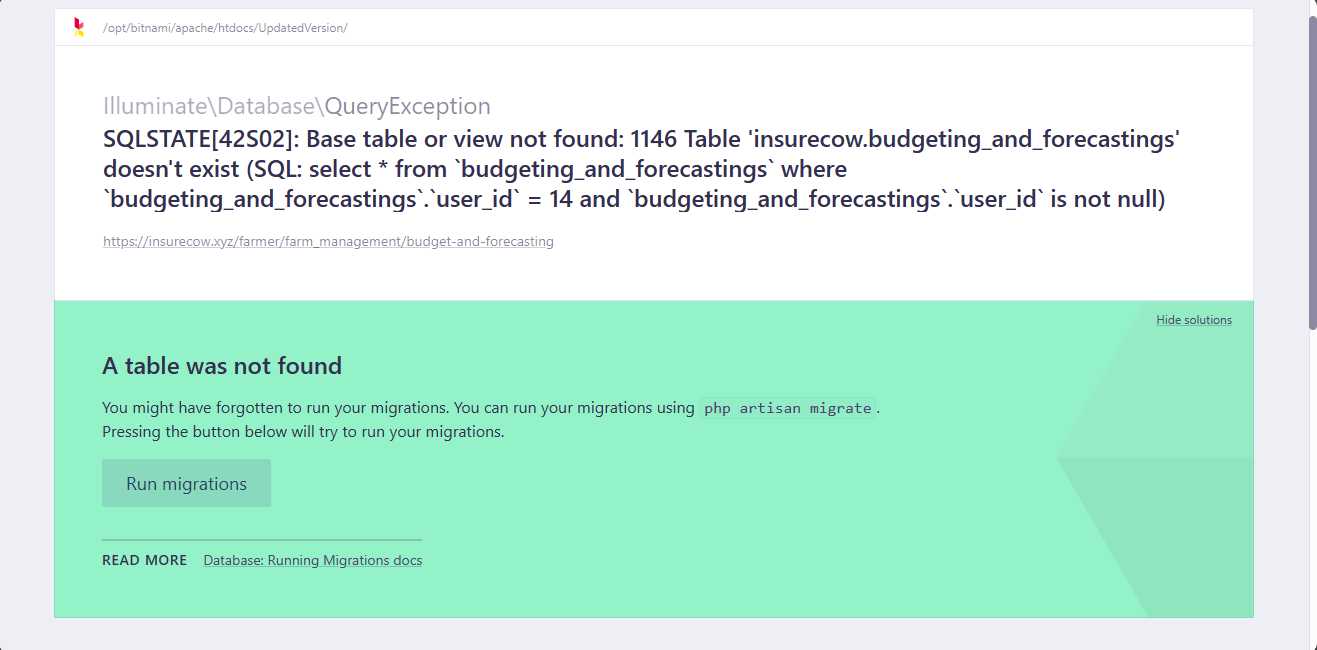 /opt/bitnami/apache/htdocs/UpdatedVersion/
Illuminate\Database\QueryException
SQLSTATE[42S02]: Base table or view not found: 1146 Table 'insurecow.budgeting_and_forecastings'
doesn't exist (SQL: select * from `budgeting_and_forecastings` where
`budgeting_and_forecastings`.`user_id` = 14 and `budgeting_and_forecastings`.`user_id` is not null)
https://insurecow.xyz/farmer/farm_management/budget-and-forecasting
Hide solutions
A table was not found
You might have forgotten to run your migrations. You can run your migrations using php artisan migrate.
Pressing the button below will try to run your migrations.
Run migrations
READ MORE Database: Running Migrations docs